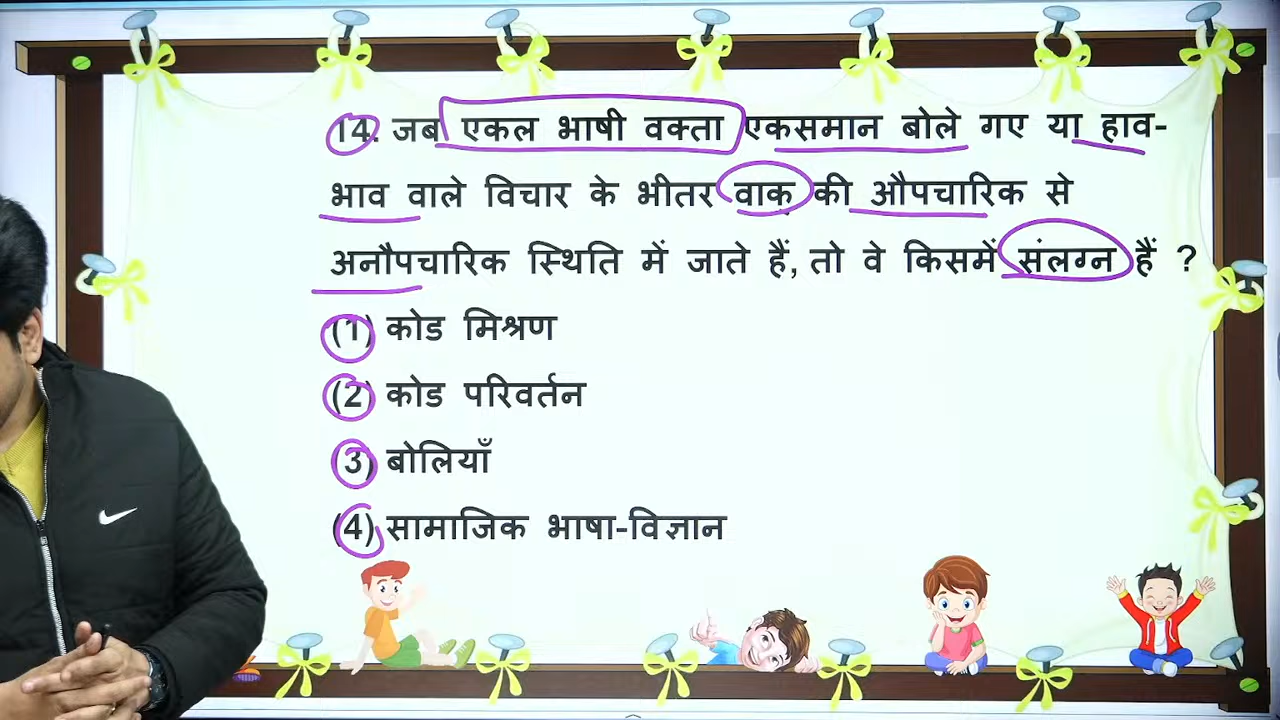 14. जब एकल भाषी वक्ता एकसमान बोले गए या हाव-
भाव वाले विचार के भीतर वाक् की औपचारिक से
अनौपचारिक स्थिति में जाते हैं, तो वे किसमें संलग्न हैं ?
(1) कोड मिश्रण
(2) कोड परिवर्तन
(3) बोलियाँ
(4) सामाजिक भाषा-विज्ञान